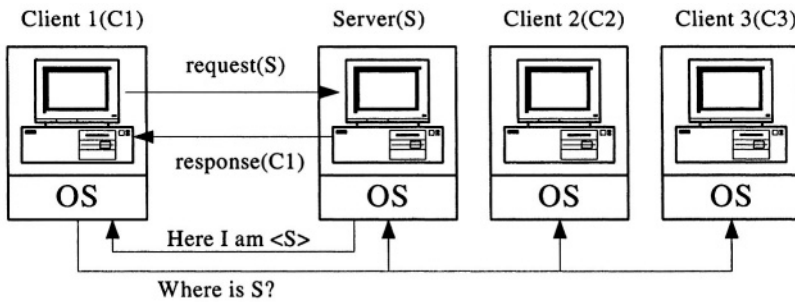 Client 1(C1)
Server(S)
Client 2(C2)
Client 3(C3)
request(S)
response(C1)
OS
OS
OS
OS
Here I am <S>
Where is S?